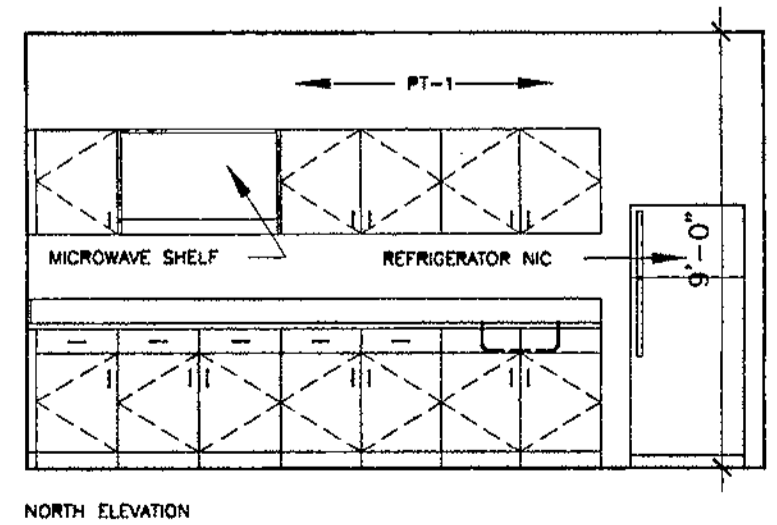 PT-1
MICROWAVE SHELF
REFRIGERATOR NIC
9'-0"
NORTH ELEVATION